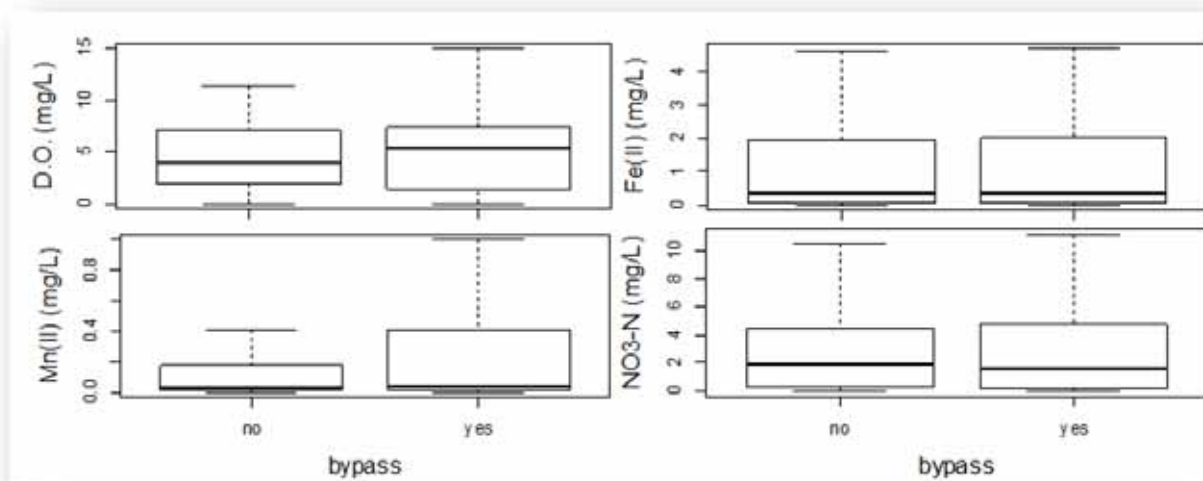 D.O. (mg/L)
0 5 10 15
Fe(II) (mg/L)
0 1 2 3 4
Mn(II) (mg/L)
0.0 0.4 0.8
no yes
bypass
NO3-N (mg/L)
0 2 4 6 8 10
no yes
bypass